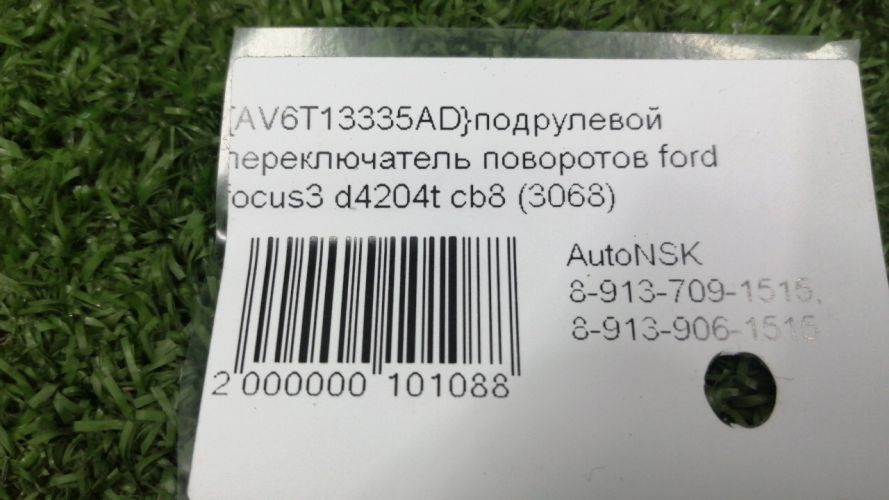 {AV6T13335AD}подрулевой
переключатель поворотов ford
focus3 d4204t cb8 (3068)
AutoNSK
8-913-709-1515,
8-913-906-1515
2 000000 101088